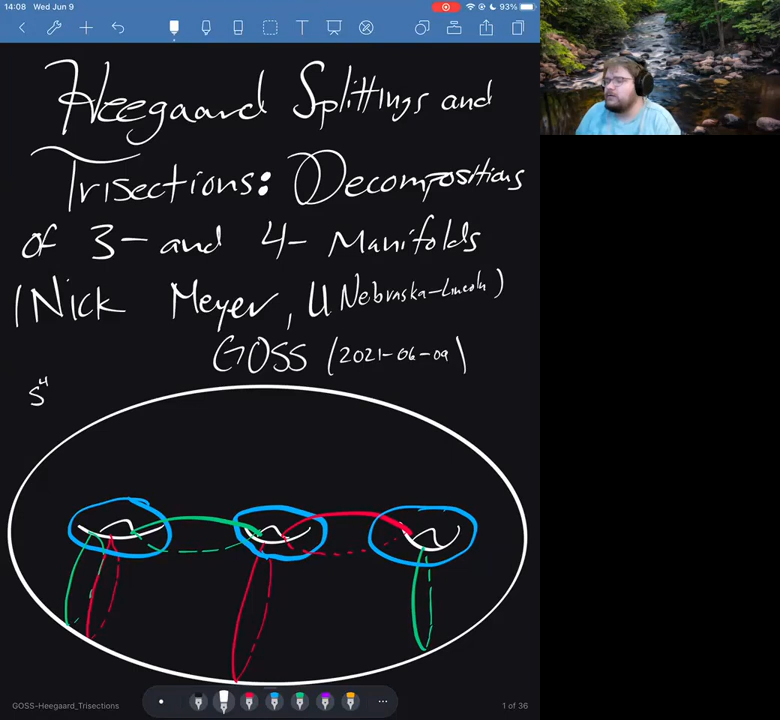 14:08 Wed Jun 9
93%
Heegaard Splittings and
Trisections: Decompositions
of 3- and 4- Manifolds
(Nick Meyer, U Nebraska-Lincoln)
GOSS (2021-06-09)
S⁴
GOSS-Heegaard_Trisections
1 of 36